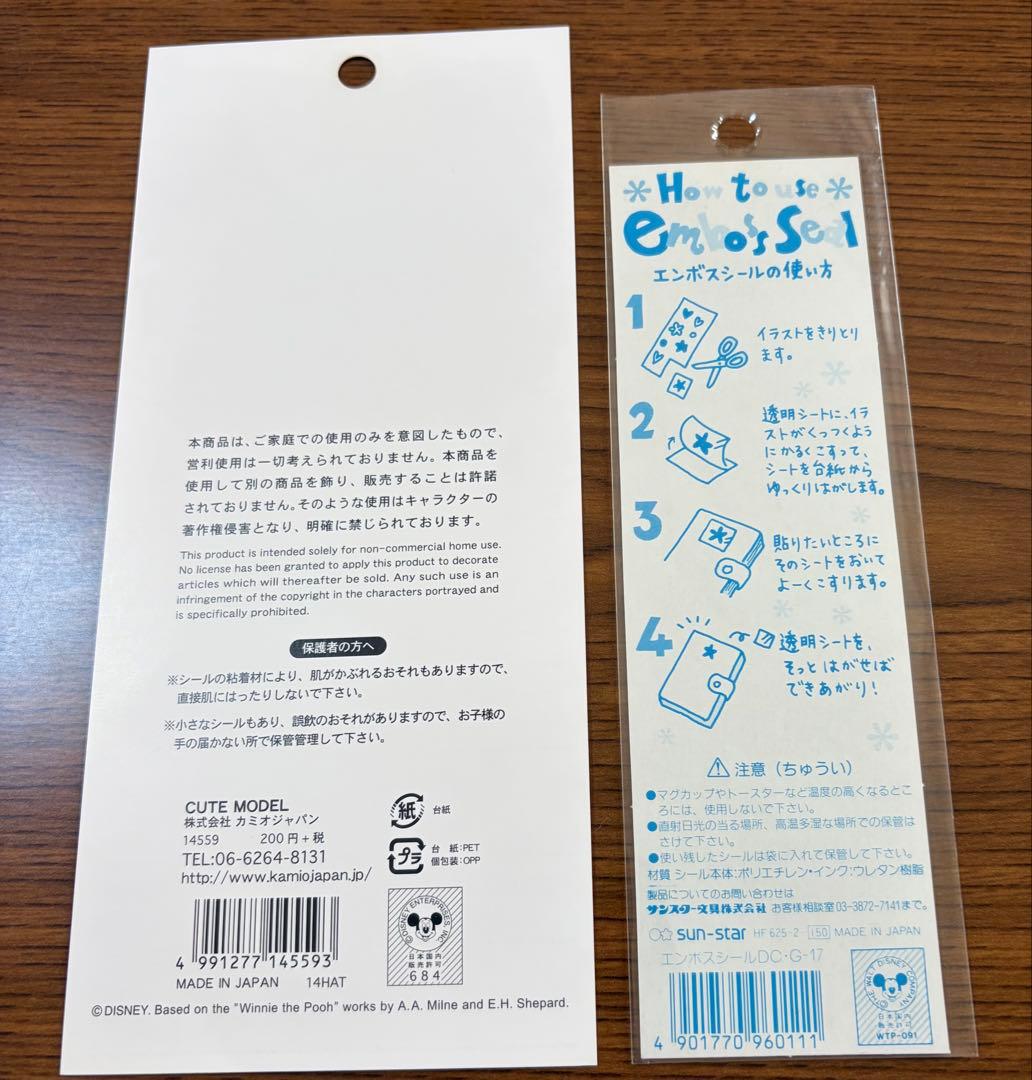 本商品は、ご家庭での使用のみを意図したもので、
営利使用は一切考えられておりません。本商品を
使用して別の商品を飾り、販売することは許諾
されておりません。そのような使用はキャラクターの
著作権侵害となり、明確に禁じられております。
This product is intended solely for non-commercial home use.
No license has been granted to apply this product to decorate
articles which will thereafter be sold. Any such use is an
infringement of the copyright in the characters portrayed and
is specifically prohibited.
保護者の方へ
※シールの粘着材により、肌がかぶれるおそれもありますので、
直接肌にはったりしないで下さい。
※小さなシールもあり、誤飲のおそれがありますので、お子様の
手の届かない所で保管管理して下さい。
CUTE MODEL
株式会社 カミオジャパン
14559 200円+税
TEL:06-6264-8131
http://www.kamiojapan.jp/
紙 台紙
プラ 台 紙:PET
個包装:OPP
4 991277 145593
MADE IN JAPAN 14HAT
©DISNEY ENTERPRISES, INC.
日本国内
販売許可
684
©DISNEY. Based on the "Winnie the Pooh" works by A.A. Milne and E.H. Shepard.
How to use
emboss Seal
エンボスシールの使い方
1
イラストをきりとり
ます。
2
透明シートに、イラ
ストがくっつくよう
にかるくこすって、
シートを台紙から
ゆっくりはがします。
3
貼りたいところに
そのシートをおいて
よーくこすります。
4
透明シートを、
そっとはがせば
できあがり!
注意(ちゅうい)
●マグカップやトースターなど温度の高くなるとこ
ろには、使用しないで下さい。
●直射日光の当る場所、高温多湿な場所での保管は
さけて下さい。
●使い残したシールは袋に入れて保管して下さい。
材質 シール本体:ポリエチレン・インク:ウレタン樹脂
製品についてのお問い合わせは
サンスター文具株式会社 お客様相談室03-3872-7141まで。
sun-star HF 625-2 150 MADE IN JAPAN
エンボスシールDC・G-17
4 901770 960111
©THE WALT DISNEY COMPANY
日本国内
販売許可
WTP-091